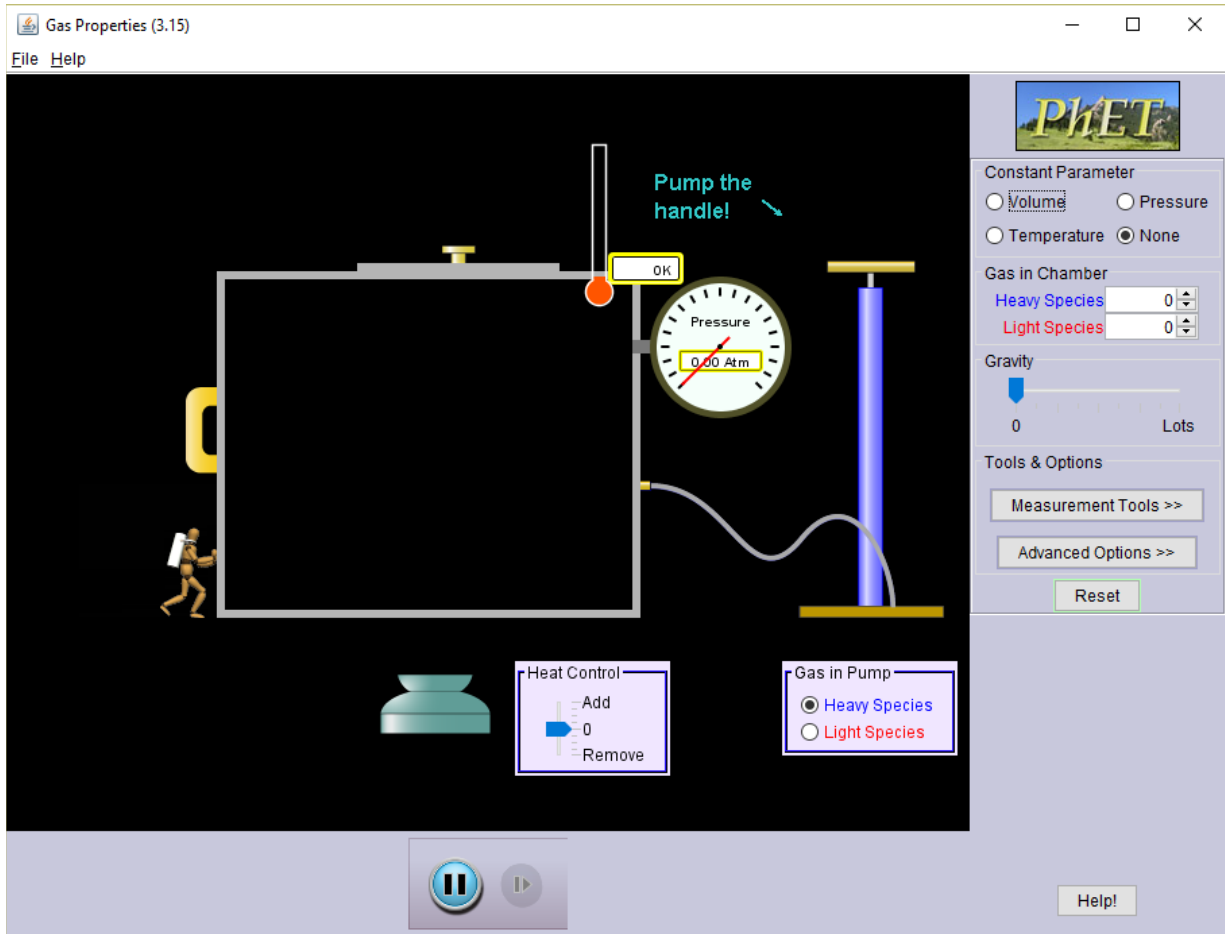 Gas Properties (3.15)
File Help
PhET
Pump the
handle!
0K
Pressure
0.00 Atm
Constant Parameter
Volume Pressure
Temperature None
Gas in Chamber
Heavy Species 0
Light Species 0
Gravity
0 Lots
Tools & Options
Measurement Tools >>
Advanced Options >>
Reset
Heat Control
Add
0
Remove
Gas in Pump
Heavy Species
Light Species
Help!